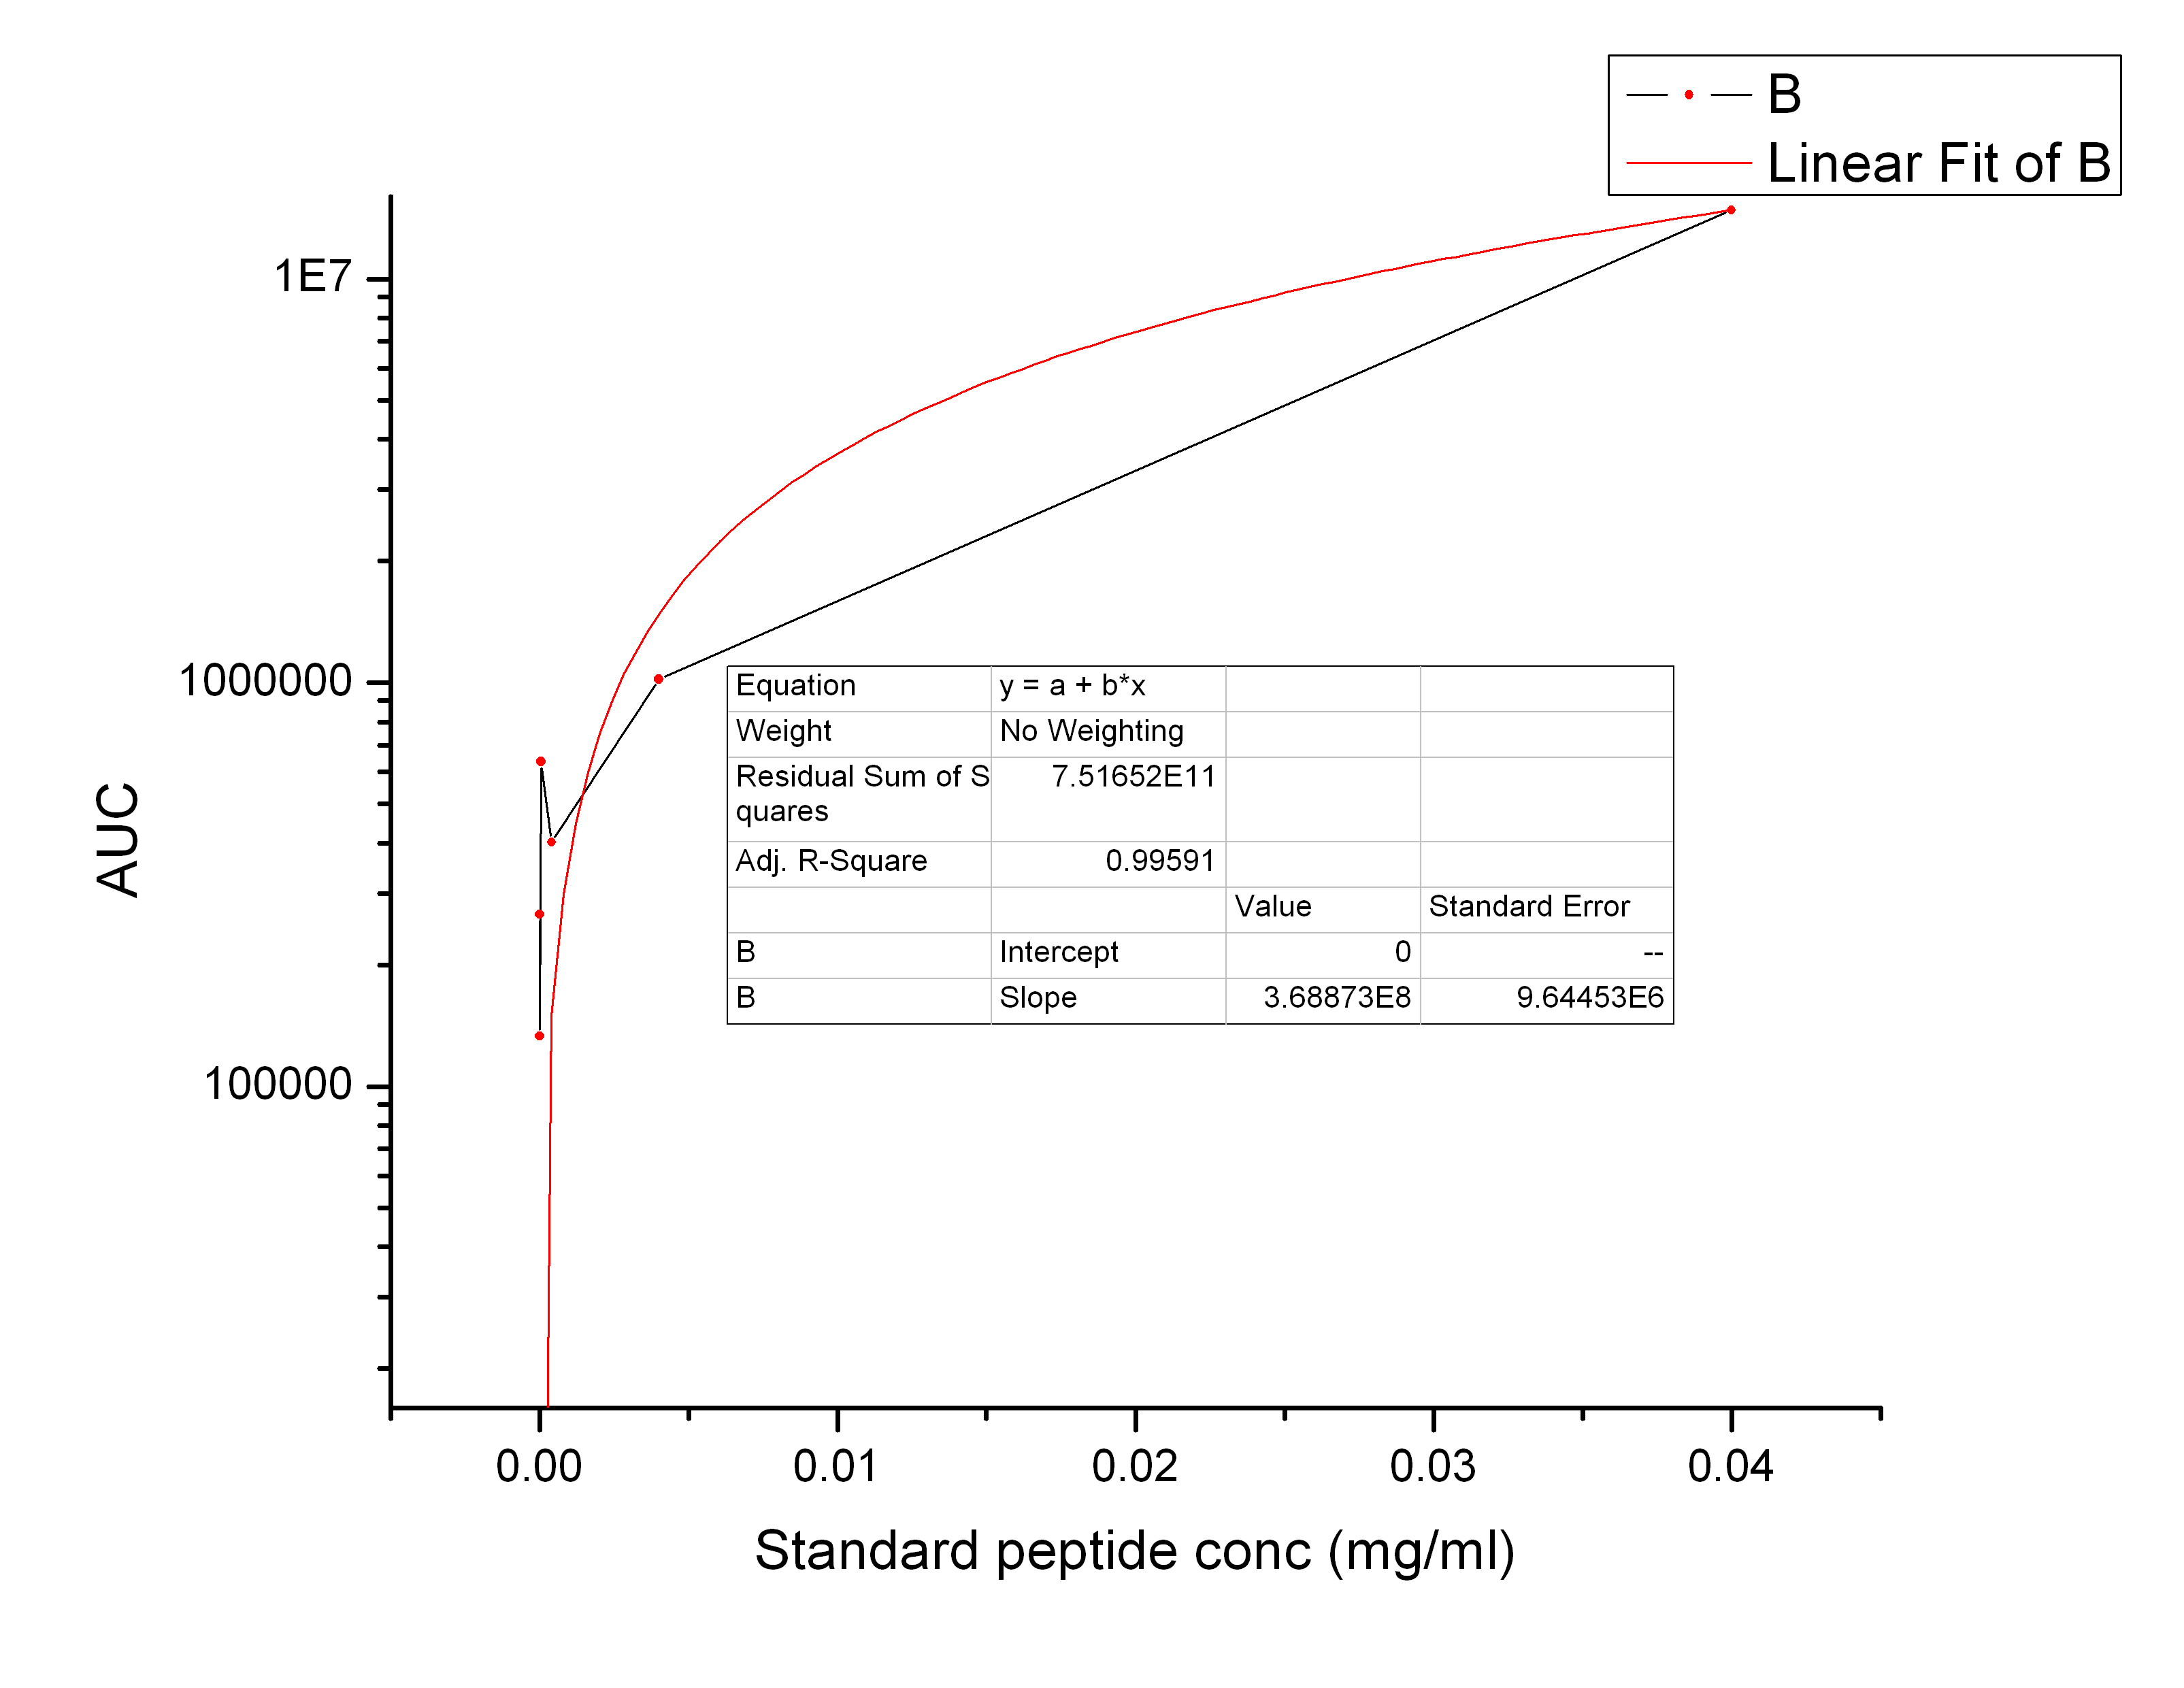 B
Linear Fit of B
1E7
1000000
100000
AUC
Equation y = a + b*x
Weight No Weighting
Residual Sum of S 7.51652E11
quares
Adj. R-Square 0.99591
Value Standard Error
B Intercept 0 --
B Slope 3.68873E8 9.64453E6
0.00 0.01 0.02 0.03 0.04
Standard peptide conc (mg/ml)